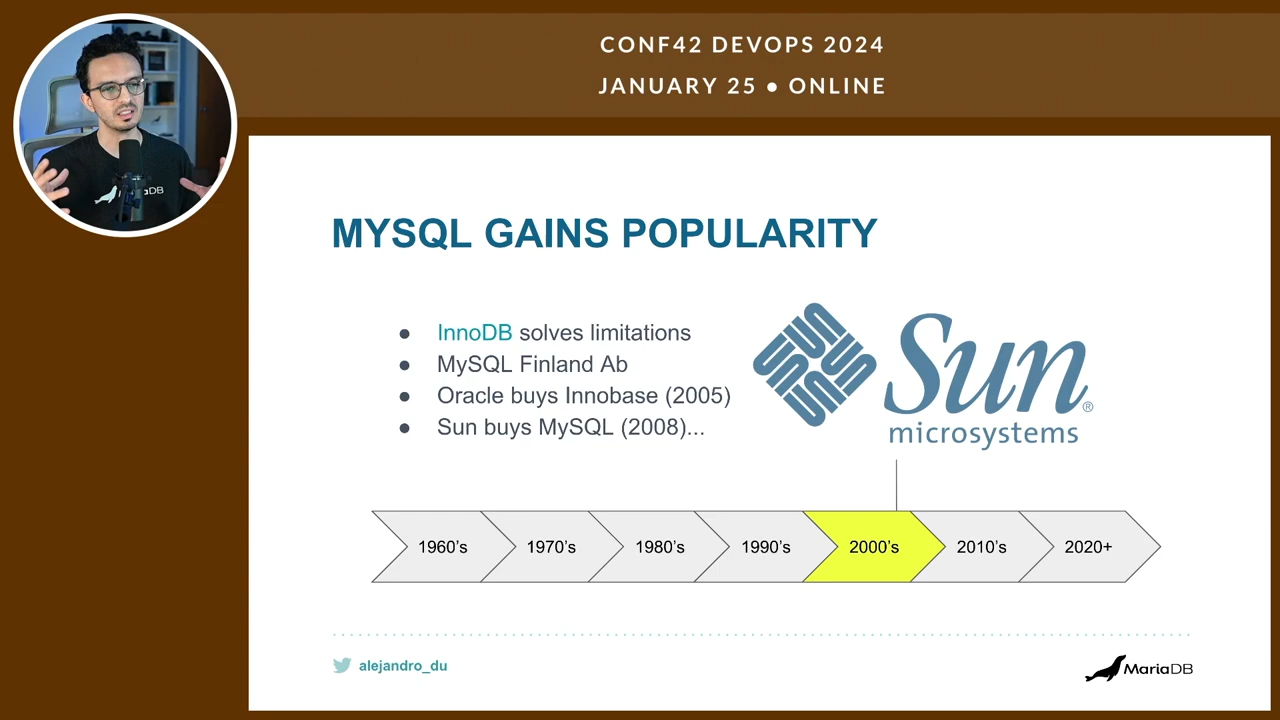 CONF42 DEVOPS 2024
JANUARY 25 ● ONLINE
MariaDB
MYSQL GAINS POPULARITY
● InnoDB solves limitations
● MySQL Finland Ab
● Oracle buys Innobase (2005)
● Sun buys MySQL (2008)...
Sun®
microsystems
1960’s 1970’s 1980’s 1990’s 2000’s 2010’s 2020+
alejandro_du
MariaDB